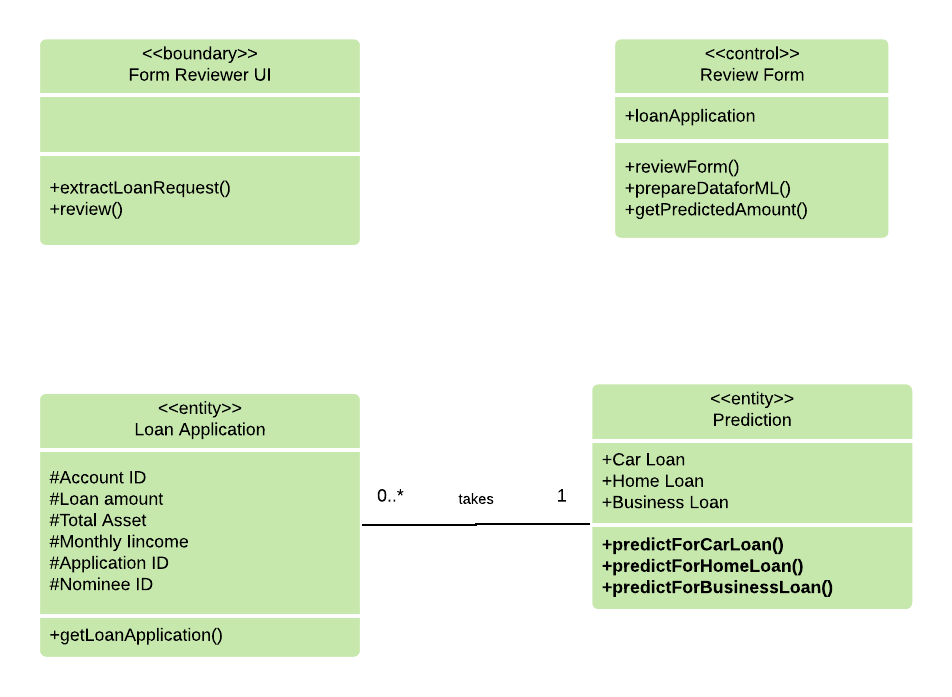 <<boundary>>
Form Reviewer UI
+extractLoanRequest()
+review()
<<control>>
Review Form
+loanApplication
+reviewForm()
+prepareDataforML()
+getPredictedAmount()
<<entity>>
Loan Application
#Account ID
#Loan amount
#Total Asset
#Monthly Iincome
#Application ID
#Nominee ID
+getLoanApplication()
0..* takes 1
<<entity>>
Prediction
+Car Loan
+Home Loan
+Business Loan
+predictForCarLoan()
+predictForHomeLoan()
+predictForBusinessLoan()